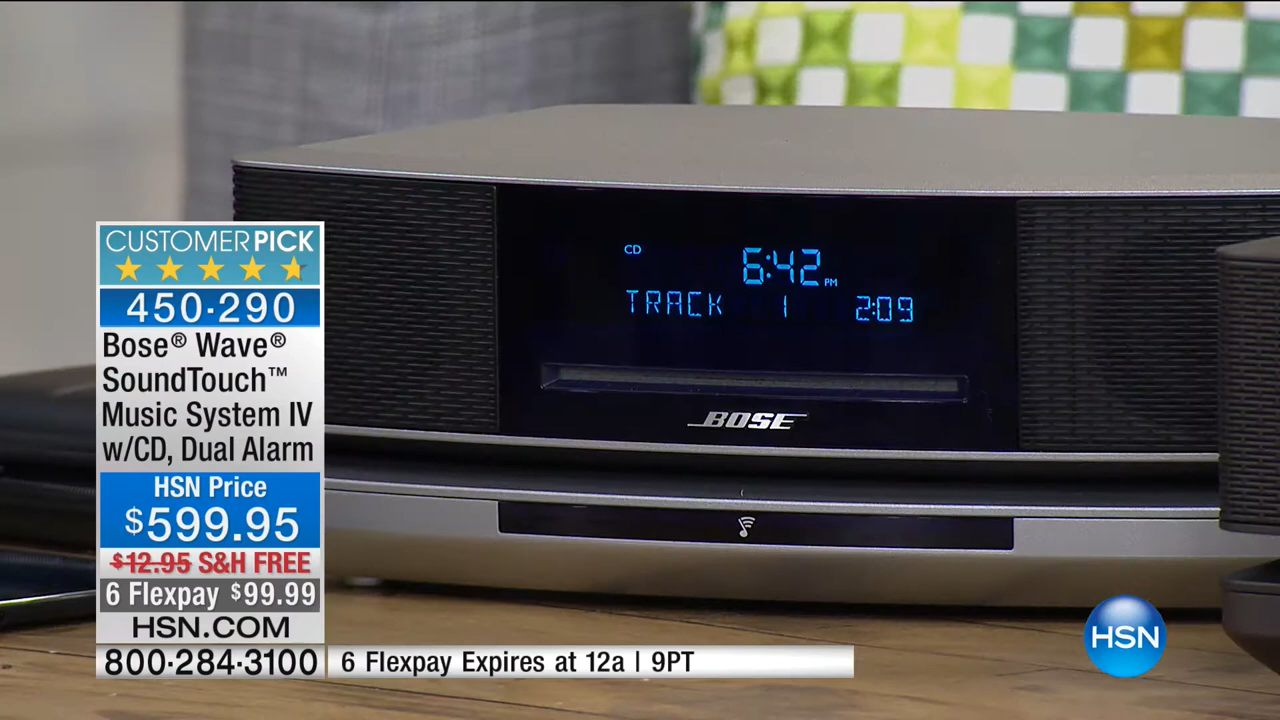 CUSTOMERPICK
450·290
Bose® Wave®
SoundTouch™
Music System IV
w/CD, Dual Alarm
HSN Price
$599.95
$12.95 S&H FREE
6 Flexpay $99.99
HSN.COM
800·284·3100
6 Flexpay Expires at 12a | 9PT
CD
6:42 PM
TRACK 1 2:09
BOSE
HSN